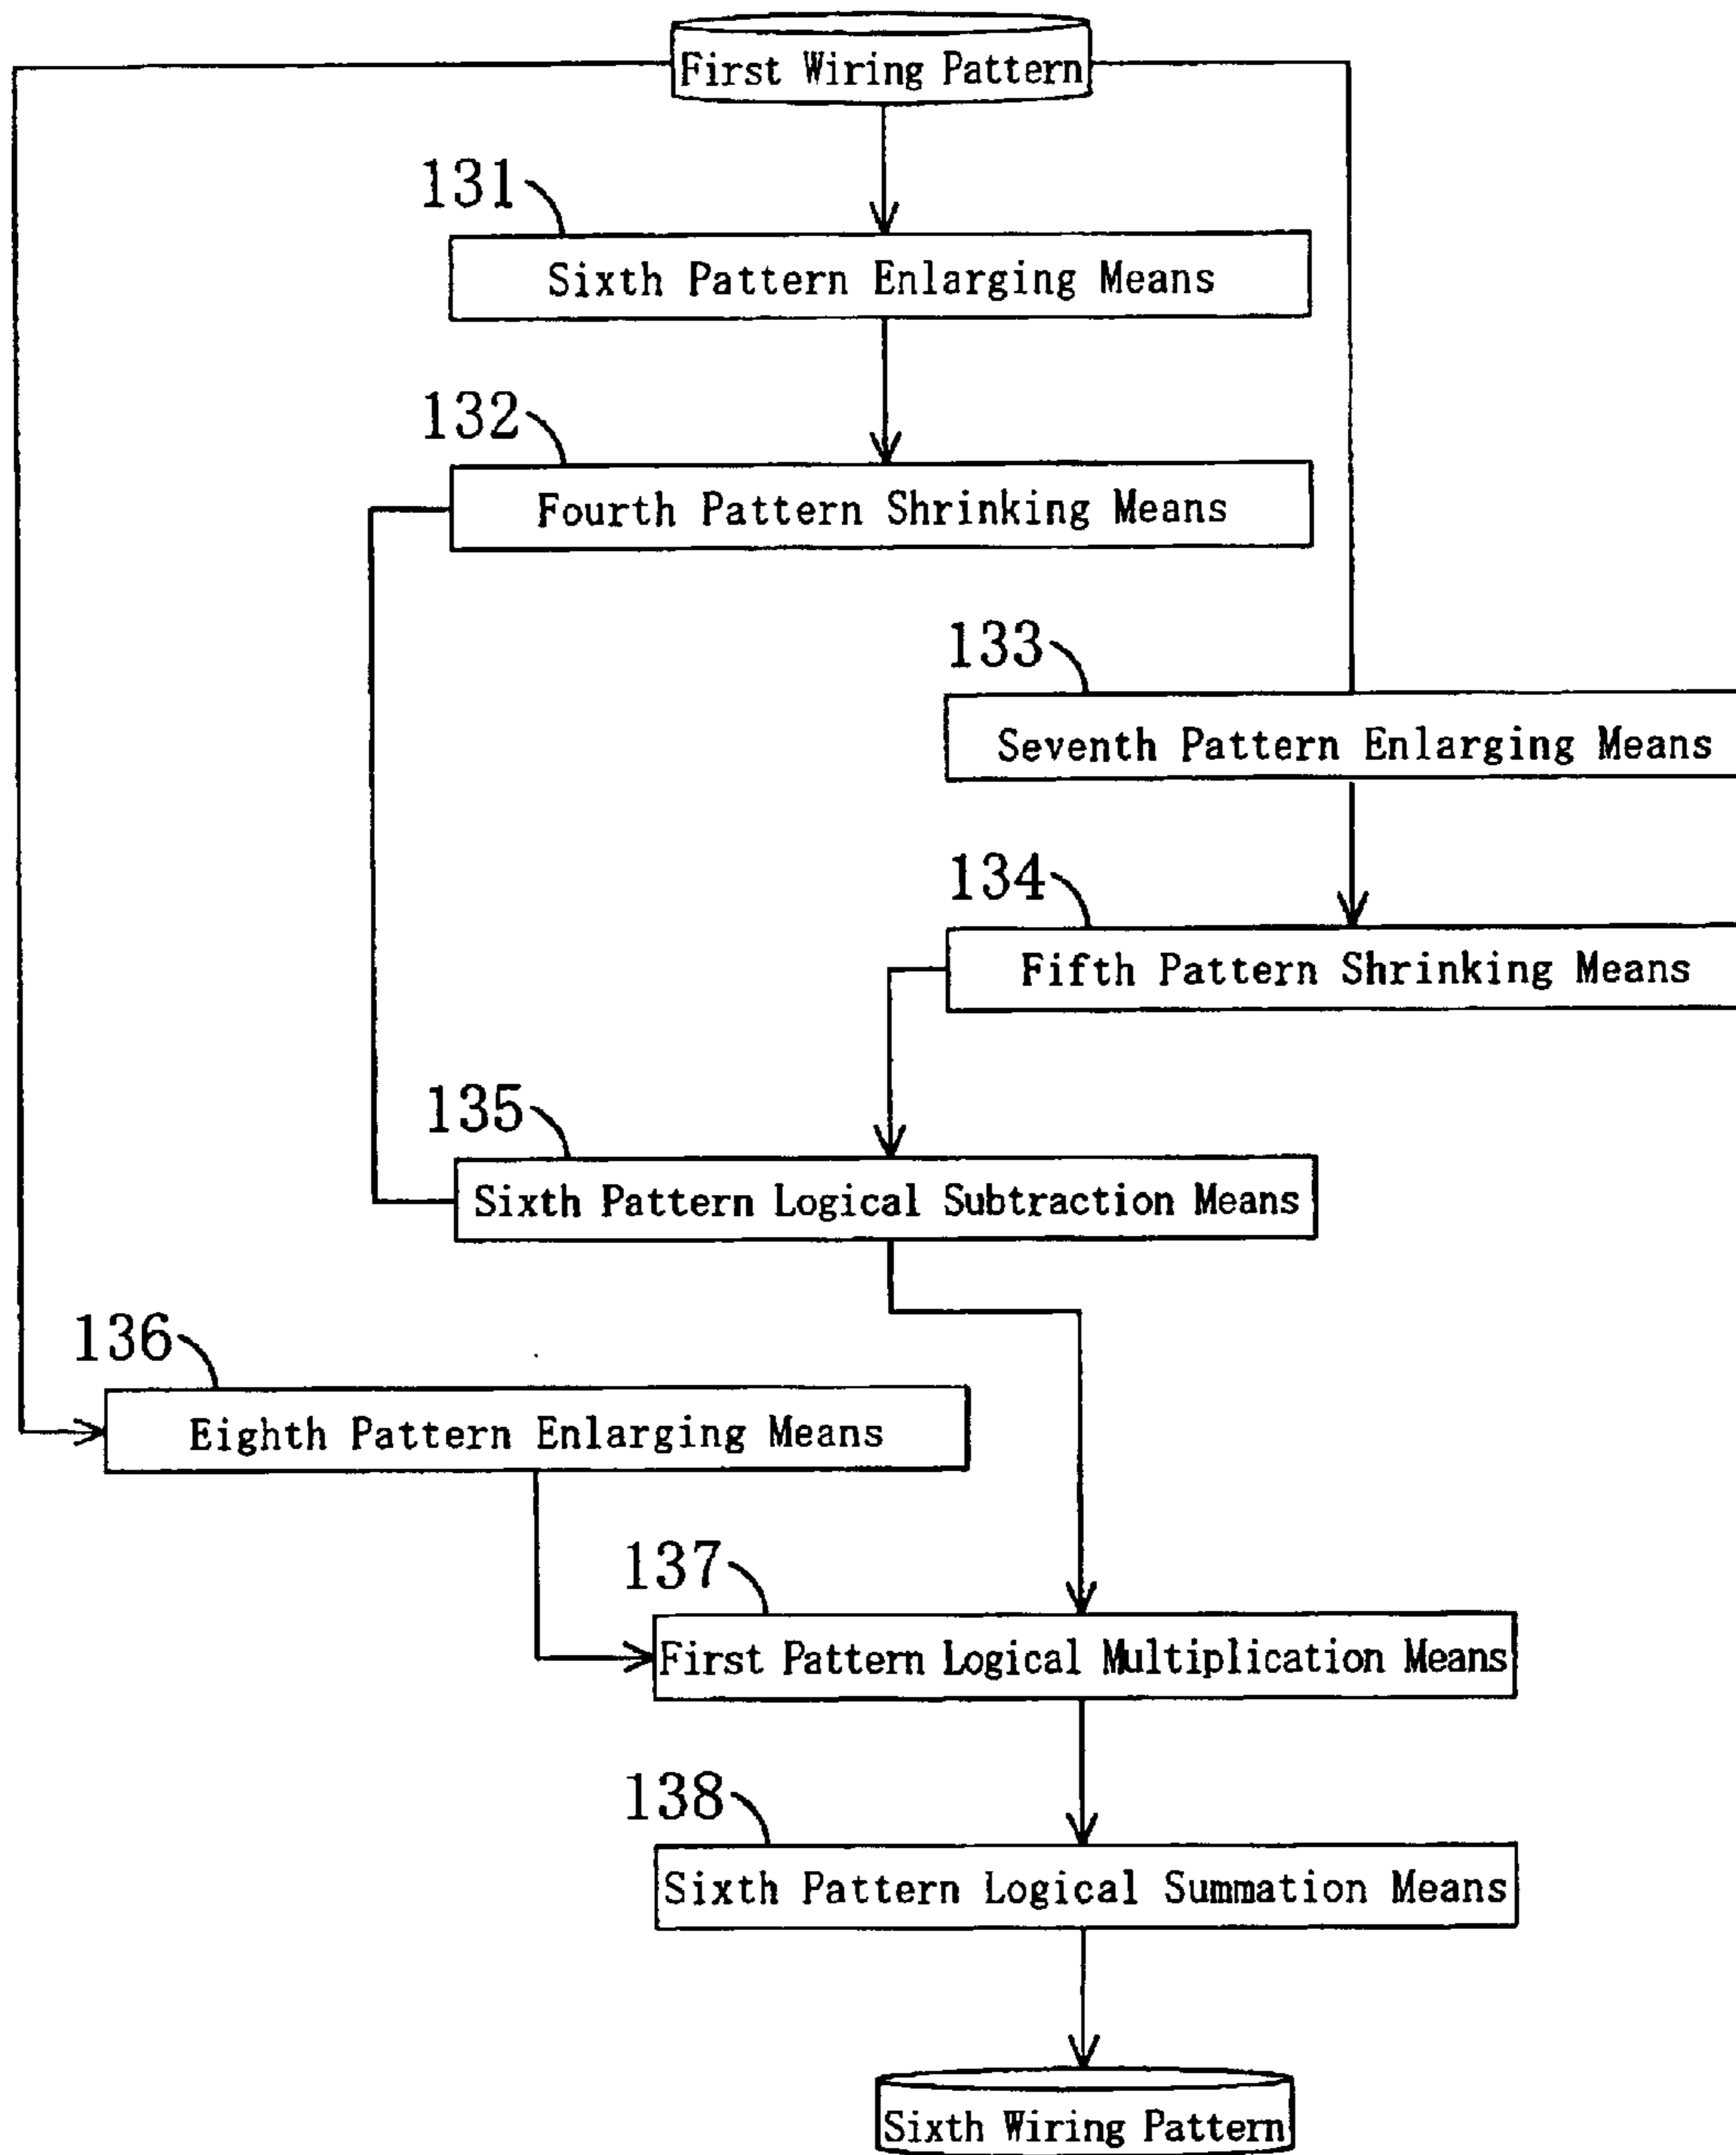 First Wiring Pattern
131
Sixth Pattern Enlarging Means
132
Fourth Pattern Shrinking Means
133
Seventh Pattern Enlarging Means
134
Fifth Pattern Shrinking Means
135
Sixth Pattern Logical Subtraction Means
136
Eighth Pattern Enlarging Means
137
First Pattern Logical Multiplication Means
138
Sixth Pattern Logical Summation Means
Sixth Wiring Pattern